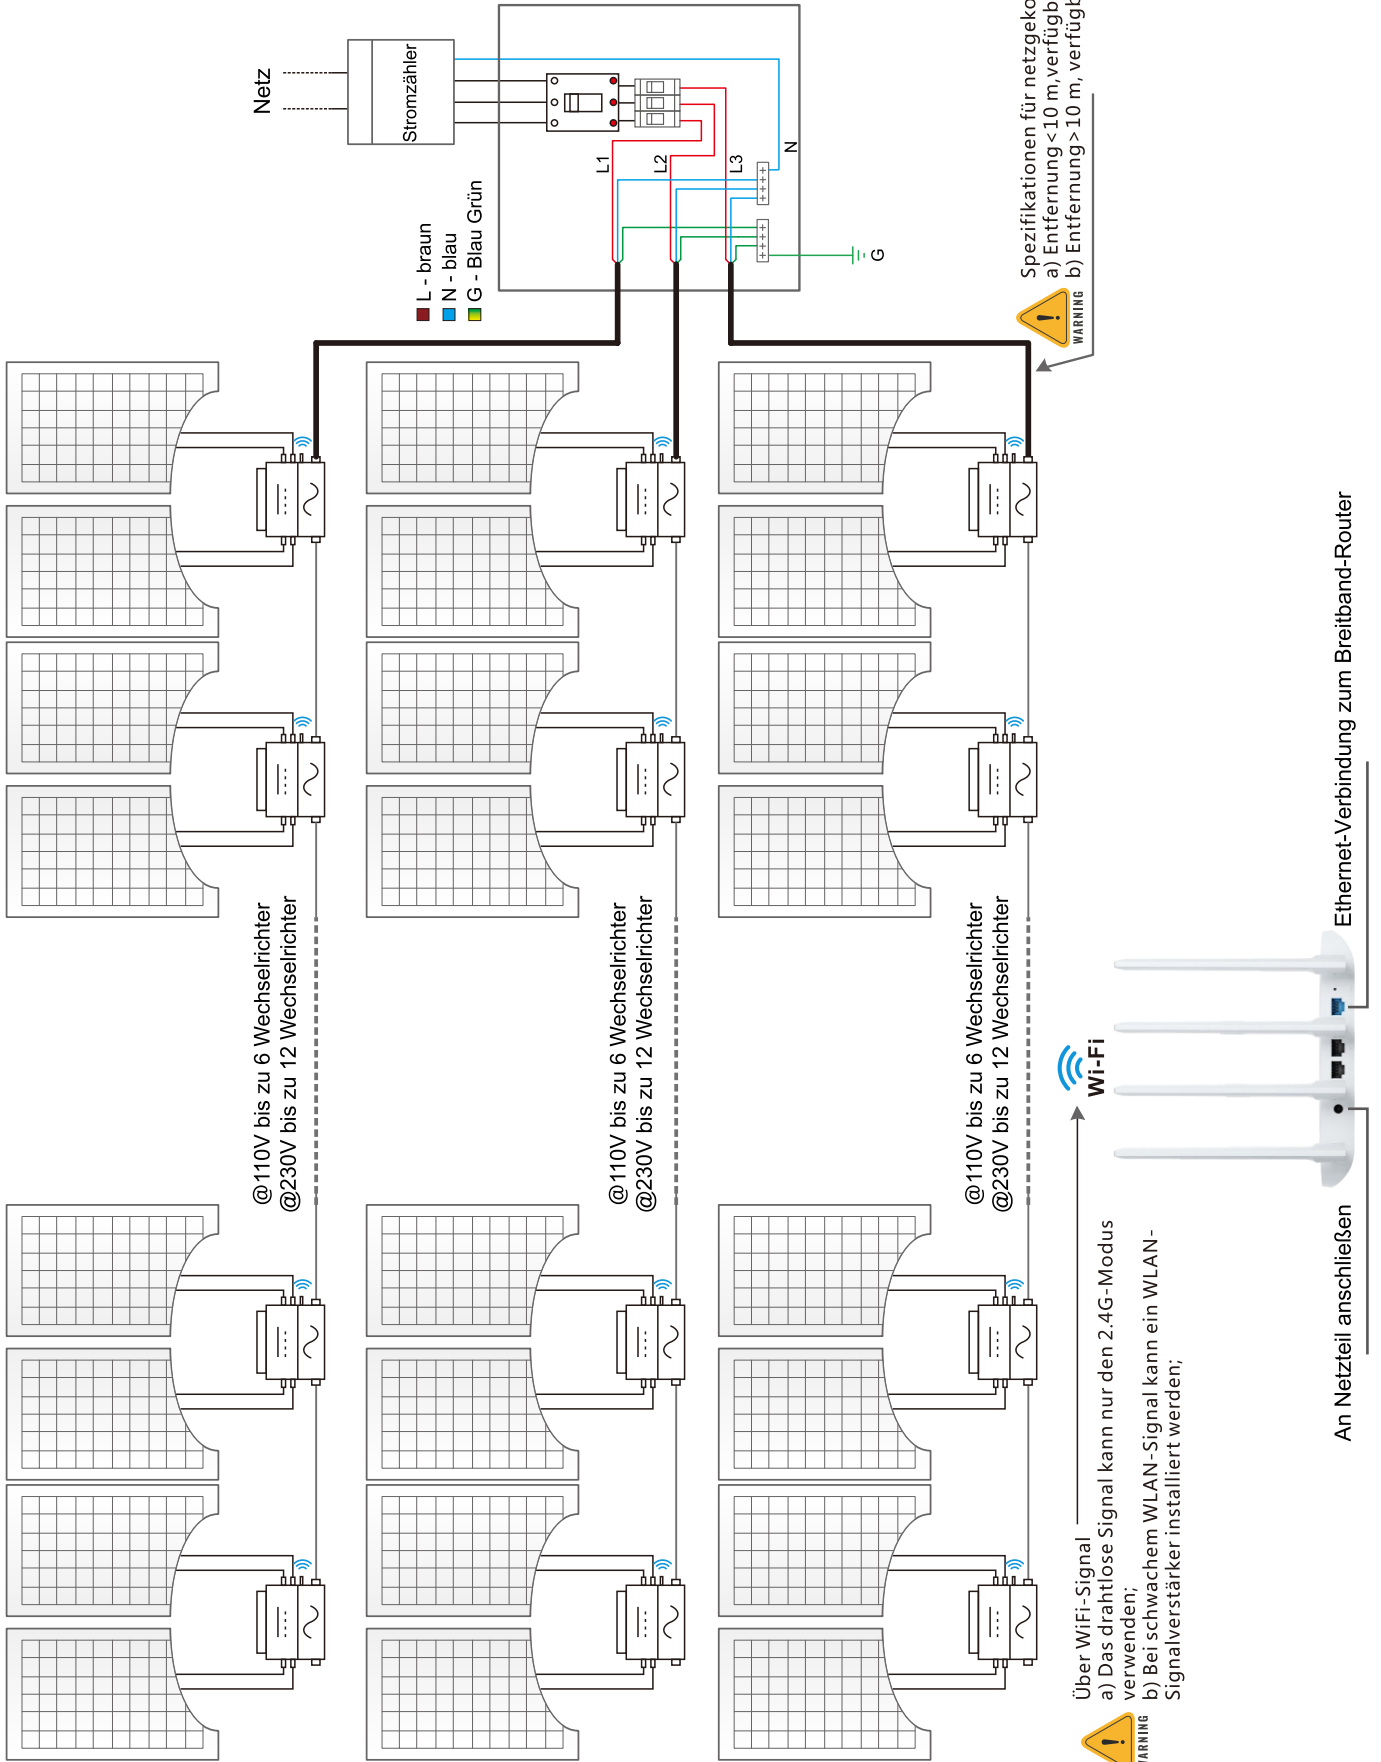 Netz
Stromzähler
L - braun
N - blau
G - Blau Grün
L1
L2
L3
N
G
WARNING
Spezifikationen für
a) Entfernung<10 m,
b) Entfernung>10 m,
@110V bis zu 6 Wechselrichter
@230V bis zu 12 Wechselrichter
@110V bis zu 6 Wechselrichter
@230V bis zu 12 Wechselrichter
@110V bis zu 6 Wechselrichter
@230V bis zu 12 Wechselrichter
WARNING
Über WiFi-Signal
a) Das drahtlose Signal kann nur den 2.4G-Modus
verwenden;
b) Bei schwachem WLAN-Signal kann ein WLAN-
Signalverstärker installiert werden;
Wi-Fi
An Netzteil anschließen
Ethernet-Verbindung zum Breitband-Router